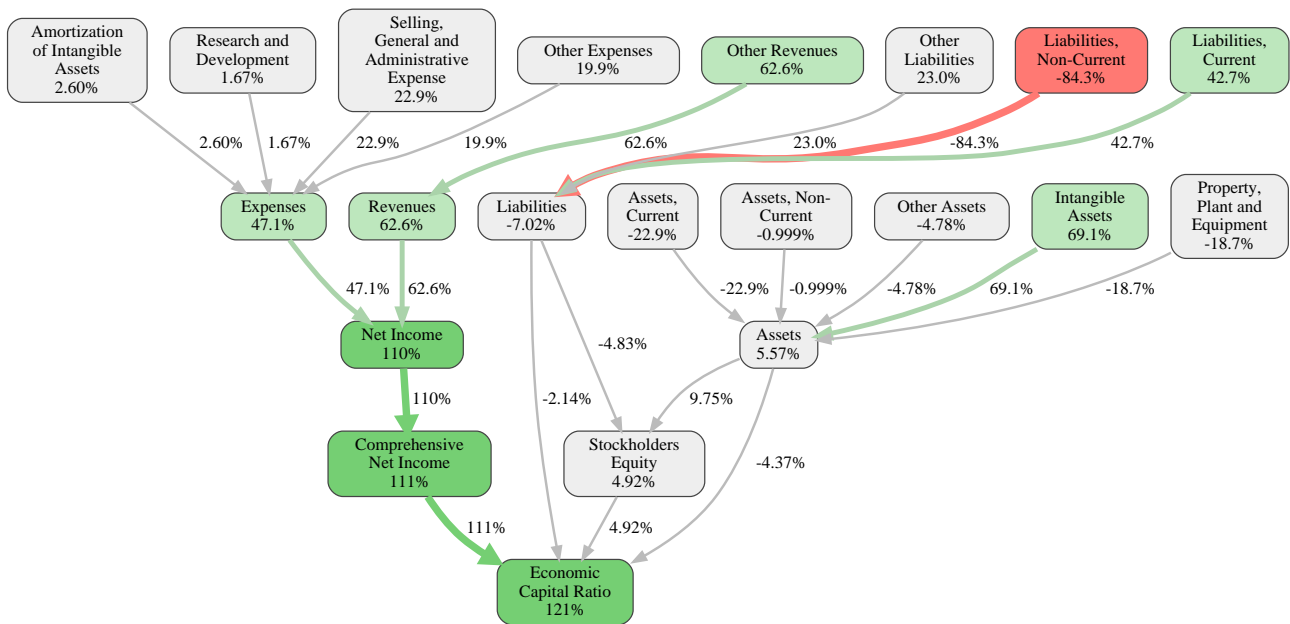 Amortization
of Intangible
Assets
2.60%
Research and
Development
1.67%
Selling,
General and
Administrative
Expense
22.9%
Other Expenses
19.9%
Other Revenues
62.6%
Other
Liabilities
23.0%
Liabilities,
Non-Current
-84.3%
Liabilities,
Current
42.7%
2.60%
1.67%
22.9%
19.9%
62.6%
23.0%
-84.3%
42.7%
Expenses
47.1%
Revenues
62.6%
Liabilities
-7.02%
Assets,
Current
-22.9%
Assets, Non-
Current
-0.999%
Other Assets
-4.78%
Intangible
Assets
69.1%
Property,
Plant and
Equipment
-18.7%
47.1%
62.6%
-22.9%
-0.999%
-4.78%
69.1%
-18.7%
Net Income
110%
-4.83%
Assets
5.57%
110%
-2.14%
9.75%
Comprehensive
Net Income
111%
Stockholders
Equity
4.92%
-4.37%
111%
4.92%
Economic
Capital Ratio
121%